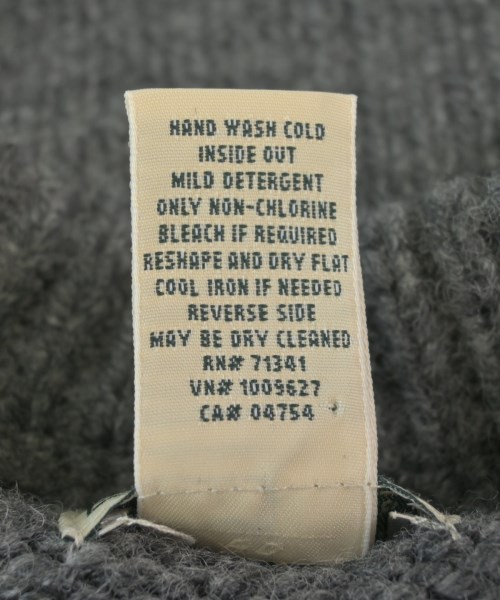 HAND WASH COLD
INSIDE OUT
MILD DETERGENT
ONLY NON-CHLORINE
BLEACH IF REQUIRED
RESHAPE AND DRY FLAT
COOL IRON IF NEEDED
REVERSE SIDE
MAY BE DRY CLEANED
RN# 71341
VN# 1009627
CA# 04754